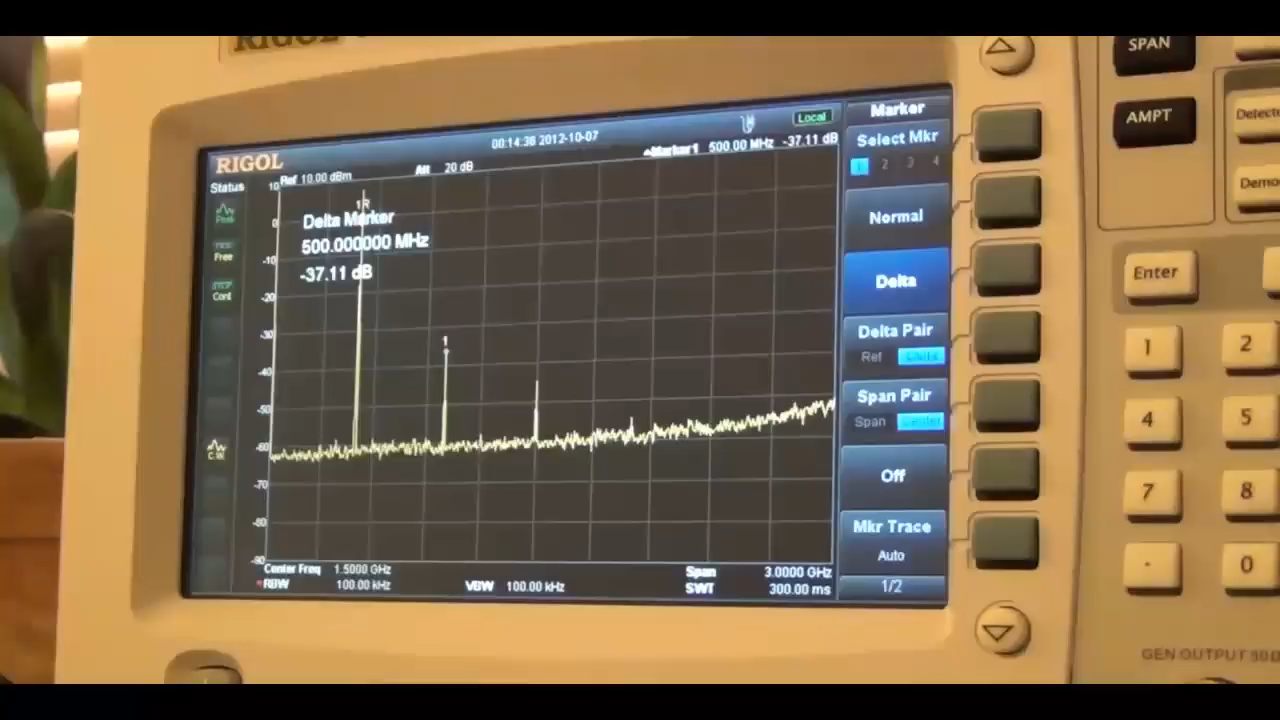 RIGOL
SPAN
AMPT
Enter
1
2
4
5
7
8
.
0
RIGOL
00:14:38 2012-10-07
Local
Status
Ref 10.00 dBm
Att 20 dB
Marker1 500.00 MHz -37.11 dB
10
0
-10
-20
-30
-40
-50
-60
-70
-80
-90
1R
Delta Marker
500.000000 MHz
-37.11 dB
1
Free
Cont
Center Freq 1.5000 GHz
Span 3.0000 GHz
*RBW 100.00 kHz
VBW 100.00 kHz
SWT 300.00 ms
Marker
Select Mkr
1 2 3 4
Normal
Delta
Delta Pair
Ref Delta
Span Pair
Span Center
Off
Mkr Trace
Auto
1/2